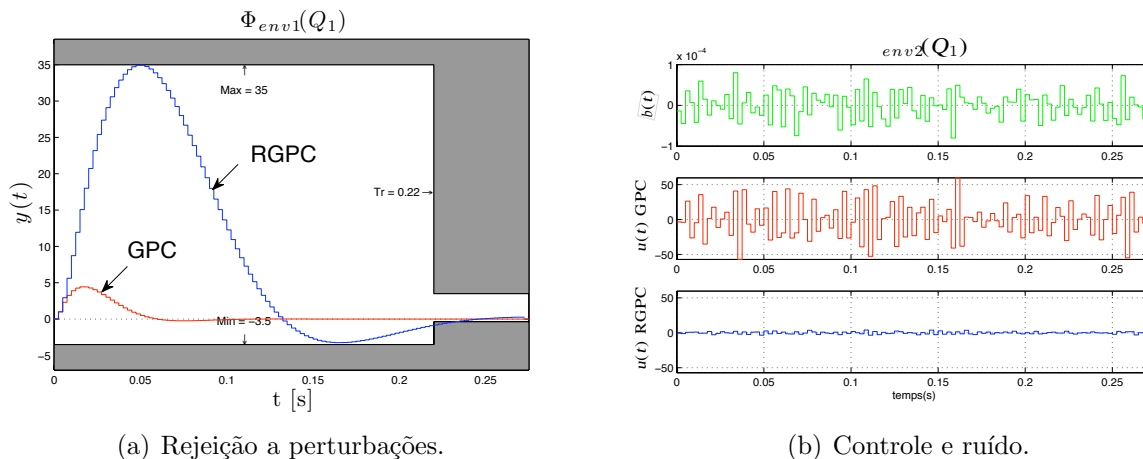 Φenv1(Q1)
35
30
25
20
15
10
5
0
−5
y(t)
Max = 35
RGPC
Tr = 0.22→
GPC
Min = −3.5
0
0.05
0.1
0.15
0.2
0.25
t [s]
(a) Rejeição a perturbações.
env2(Q1)
x 10⁻⁴
1
0
−1
b(t)
0
0.05
0.1
0.15
0.2
0.25
50
0
−50
u(t) GPC
0
0.05
0.1
0.15
0.2
0.25
50
0
−50
u(t) RGPC
0
0.05
0.1
0.15
0.2
0.25
temps(s)
(b) Controle e ruído.